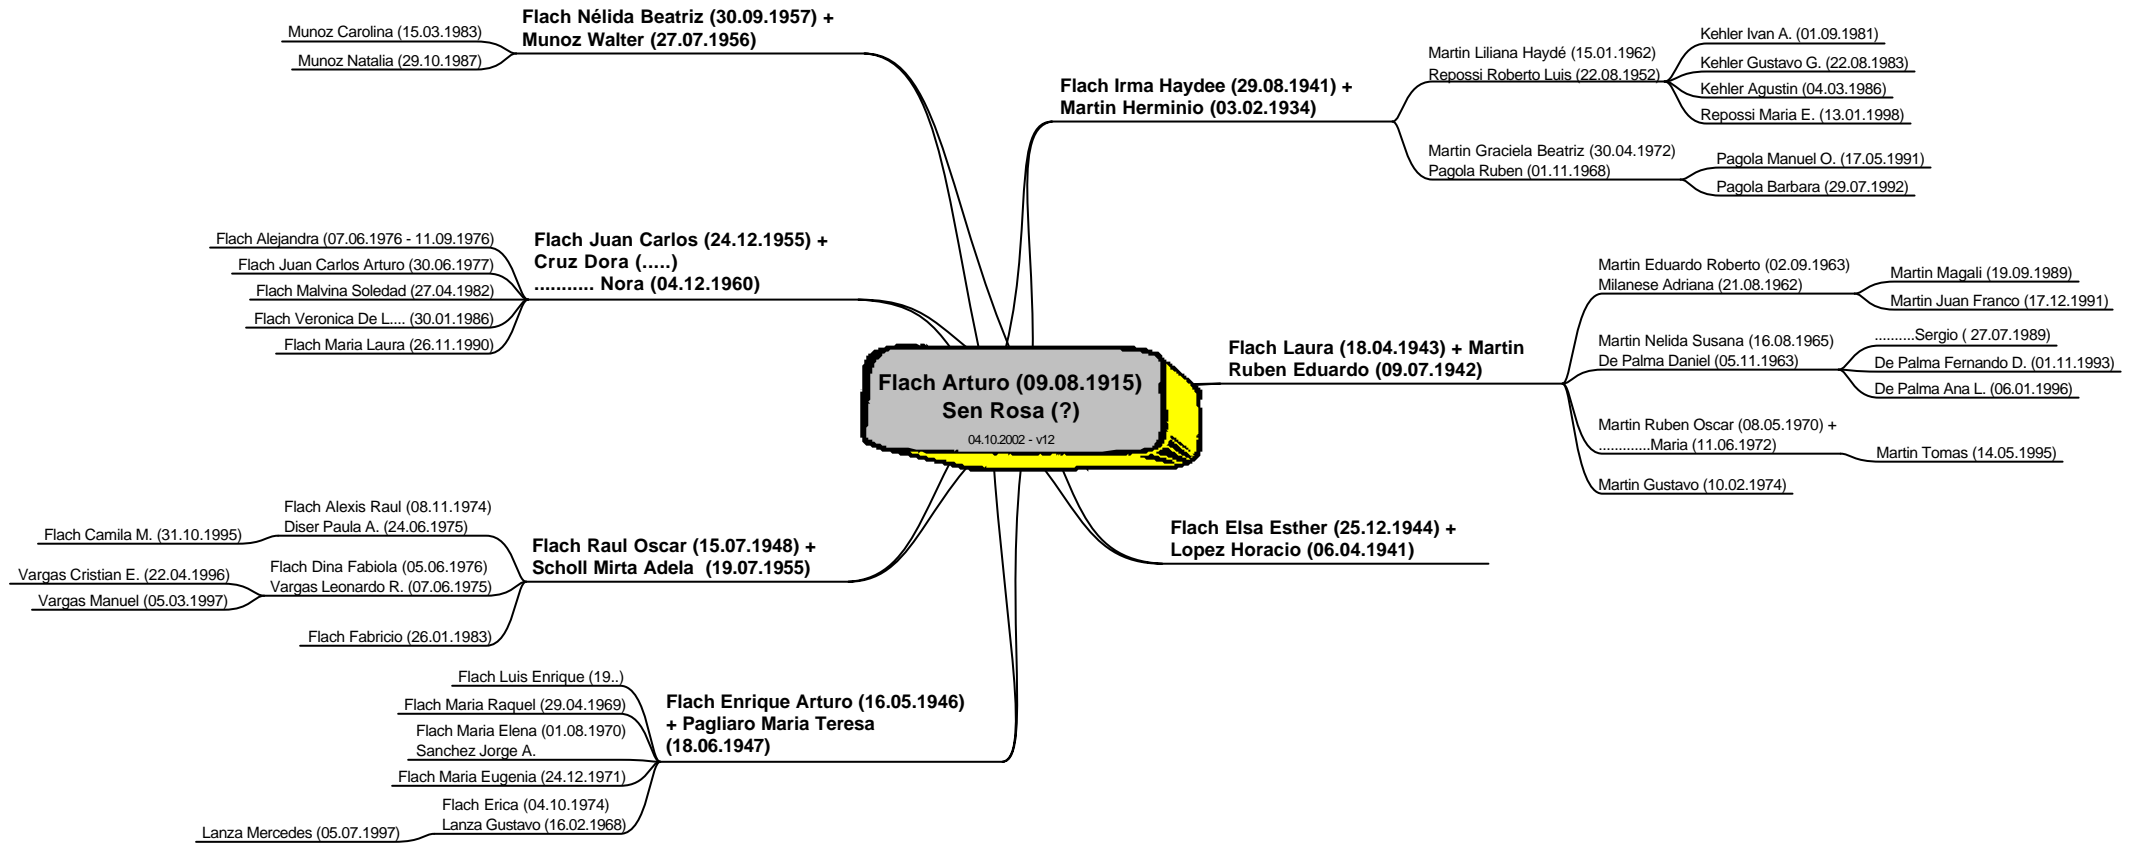 Flach Arturo (09.08.1915)
Sen Rosa (?)
04.10.2002 - v12
Flach Irma Haydee (29.08.1941) +
Martin Herminio (03.02.1934)
Martin Liliana Haydé (15.01.1962)
Repossi Roberto Luis (22.08.1952)
Kehler Ivan A. (01.09.1981)
Kehler Gustavo G. (22.08.1983)
Kehler Agustin (04.03.1986)
Repossi Maria E. (13.01.1998)
Martin Graciela Beatriz (30.04.1972)
Pagola Ruben (01.11.1968)
Pagola Manuel O. (17.05.1991)
Pagola Barbara (29.07.1992)
Flach Laura (18.04.1943) + Martin
Ruben Eduardo (09.07.1942)
Martin Eduardo Roberto (02.09.1963)
Milanese Adriana (21.08.1962)
Martin Magali (19.09.1989)
Martin Juan Franco (17.12.1991)
Martin Nelida Susana (16.08.1965)
De Palma Daniel (05.11.1963)
..........Sergio ( 27.07.1989)
De Palma Fernando D. (01.11.1993)
De Palma Ana L. (06.01.1996)
Martin Ruben Oscar (08.05.1970) +
.............Maria (11.06.1972)
Martin Tomas (14.05.1995)
Martin Gustavo (10.02.1974)
Flach Elsa Esther (25.12.1944) +
Lopez Horacio (06.04.1941)
Flach Enrique Arturo (16.05.1946)
+ Pagliaro Maria Teresa
(18.06.1947)
Flach Luis Enrique (19..)
Flach Maria Raquel (29.04.1969)
Flach Maria Elena (01.08.1970)
Sanchez Jorge A.
Flach Maria Eugenia (24.12.1971)
Flach Erica (04.10.1974)
Lanza Gustavo (16.02.1968)
Lanza Mercedes (05.07.1997)
Flach Raul Oscar (15.07.1948) +
Scholl Mirta Adela (19.07.1955)
Flach Alexis Raul (08.11.1974)
Diser Paula A. (24.06.1975)
Flach Camila M. (31.10.1995)
Flach Dina Fabiola (05.06.1976)
Vargas Leonardo R. (07.06.1975)
Vargas Cristian E. (22.04.1996)
Vargas Manuel (05.03.1997)
Flach Fabricio (26.01.1983)
Flach Juan Carlos (24.12.1955) +
Cruz Dora (.....)
........... Nora (04.12.1960)
Flach Alejandra (07.06.1976 - 11.09.1976)
Flach Juan Carlos Arturo (30.06.1977)
Flach Malvina Soledad (27.04.1982)
Flach Veronica De L.... (30.01.1986)
Flach Maria Laura (26.11.1990)
Flach Nélida Beatriz (30.09.1957) +
Munoz Walter (27.07.1956)
Munoz Carolina (15.03.1983)
Munoz Natalia (29.10.1987)